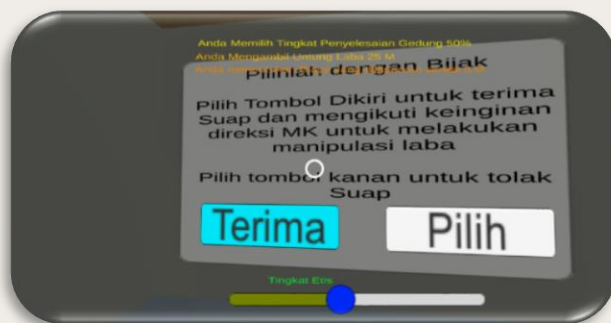 Anda Memilih Tingkat Penyelesaian Gedung 50%
Anda Mengambil Untung Laba 25 M
Anda
Pilihlah dengan Bijak
Pilih Tombol Dikiri untuk terima
Suap dan mengikuti keinginan
direksi MK untuk melakukan
manipulasi laba
Pilih tombol kanan untuk tolak
Suap
Terima
Pilih
Tingkat Etis